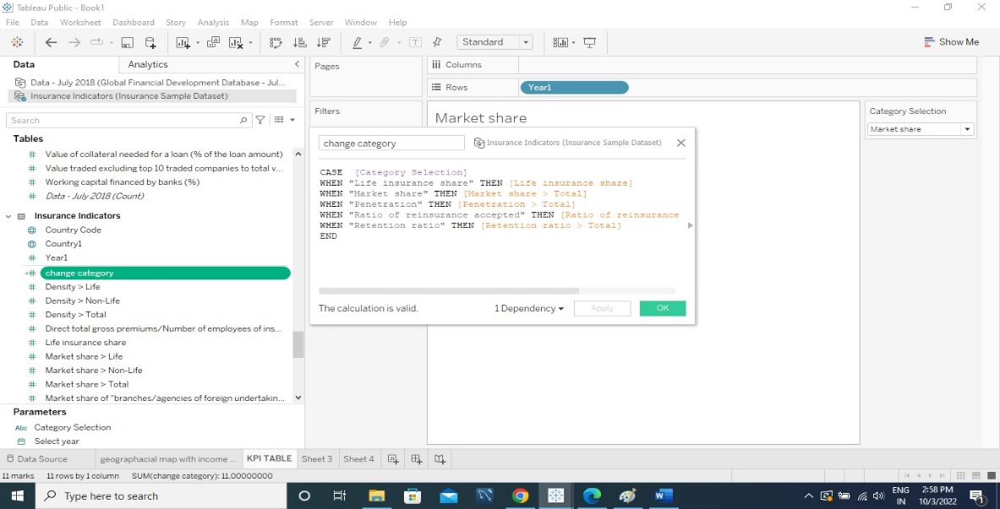 Tableau Public - Book1
File Data Worksheet Dashboard Story Analysis Map Format Server Window Help
Standard
Show Me
Data Analytics
Data - July 2018 (Global Financial Development Database - Jul...
Insurance Indicators (Insurance Sample Dataset)
Search
Tables
Value of collateral needed for a loan (% of the loan amount)
Value traded excluding top 10 traded companies to total v...
Working capital financed by banks (%)
Data - July 2018 (Count)
Insurance Indicators
Country Code
Country1
Year1
change category
Density > Life
Density > Non-Life
Density > Total
Direct total gross premiums/Number of employees of ins...
Life insurance share
Market share > Life
Market share > Non-Life
Market share > Total
Market share of "branches/agencies of foreign undertakin...
Parameters
Abc Category Selection
Select year
Pages
Filters
Columns
Rows Year1
Market share
Category Selection
Market share
change category
Insurance Indicators (Insurance Sample Dataset)
CASE [Category Selection]
WHEN "Life insurance share" THEN [Life insurance share]
WHEN "Market share" THEN [Market share > Total]
WHEN "Penetration" THEN [Penetration > Total]
WHEN "Ratio of reinsurance accepted" THEN [Ratio of reinsurance
WHEN "Retention ratio" THEN [Retention ratio > Total]
END
The calculation is valid.
1 Dependency
Apply
OK
Data Source geographacial map with income ... KPI TABLE Sheet 3 Sheet 4
11 marks 11 rows by 1 column SUM(change category): 11.00000000
Type here to search
ENG
IN
2:58 PM
10/3/2022
1